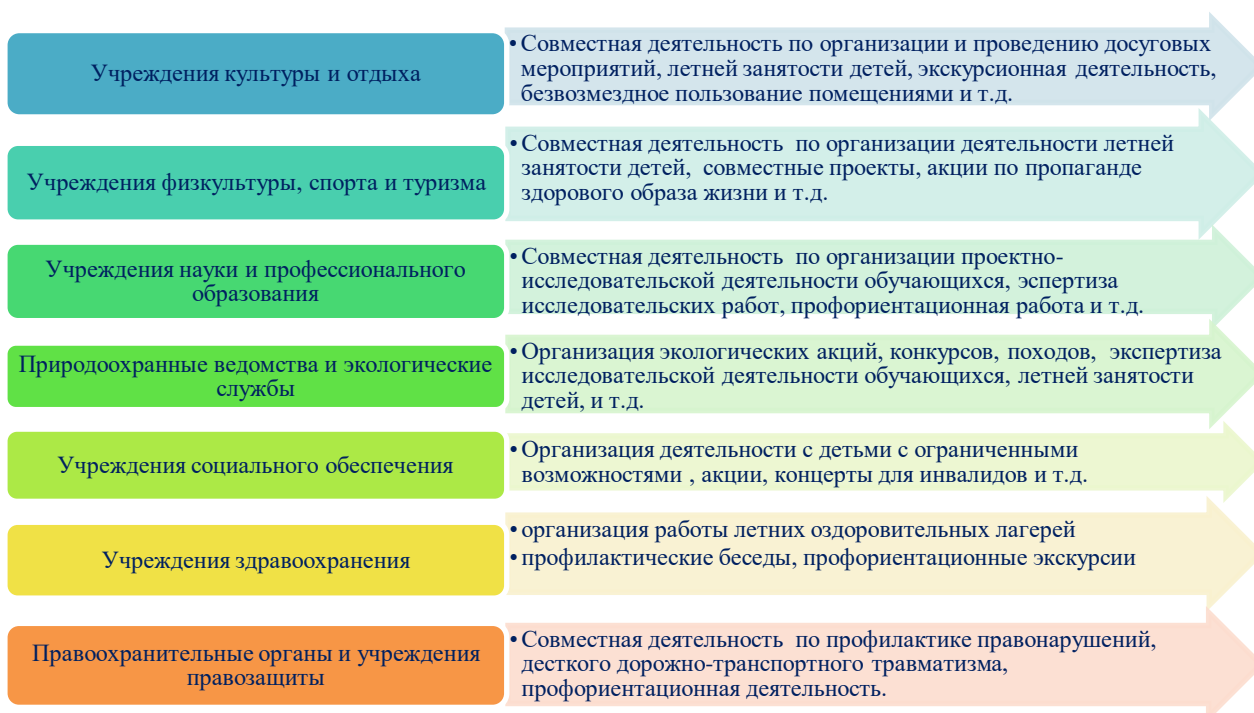 Учреждения культуры и отдыха
• Совместная деятельность по организации и проведению досуговых
мероприятий, летней занятости детей, экскурсионная деятельность,
безвозмездное пользование помещениями и т.д.
Учреждения физкультуры, спорта и туризма
• Совместная деятельность по организации деятельности летней
занятости детей, совместные проекты, акции по пропаганде
здорового образа жизни и т.д.
Учреждения науки и профессионального
образования
• Совместная деятельность по организации проектно-
исследовательской деятельности обучающихся, эспертиза
исследовательских работ, профориентационная работа и т.д.
Природоохранные ведомства и экологические
службы
• Организация экологических акций, конкурсов, походов, экспертиза
исследовательской деятельности обучающихся, летней занятости
детей, и т.д.
Учреждения социального обеспечения
• Организация деятельности с детьми с ограниченными
возможностями , акции, концерты для инвалидов и т.д.
Учреждения здравоохранения
• организация работы летних оздоровительных лагерей
• профилактические беседы, профориентационные экскурсии
Правоохранительные органы и учреждения
правозащиты
• Совместная деятельность по профилактике правонарушений,
десткого дорожно-транспортного травматизма,
профориентационная деятельность.